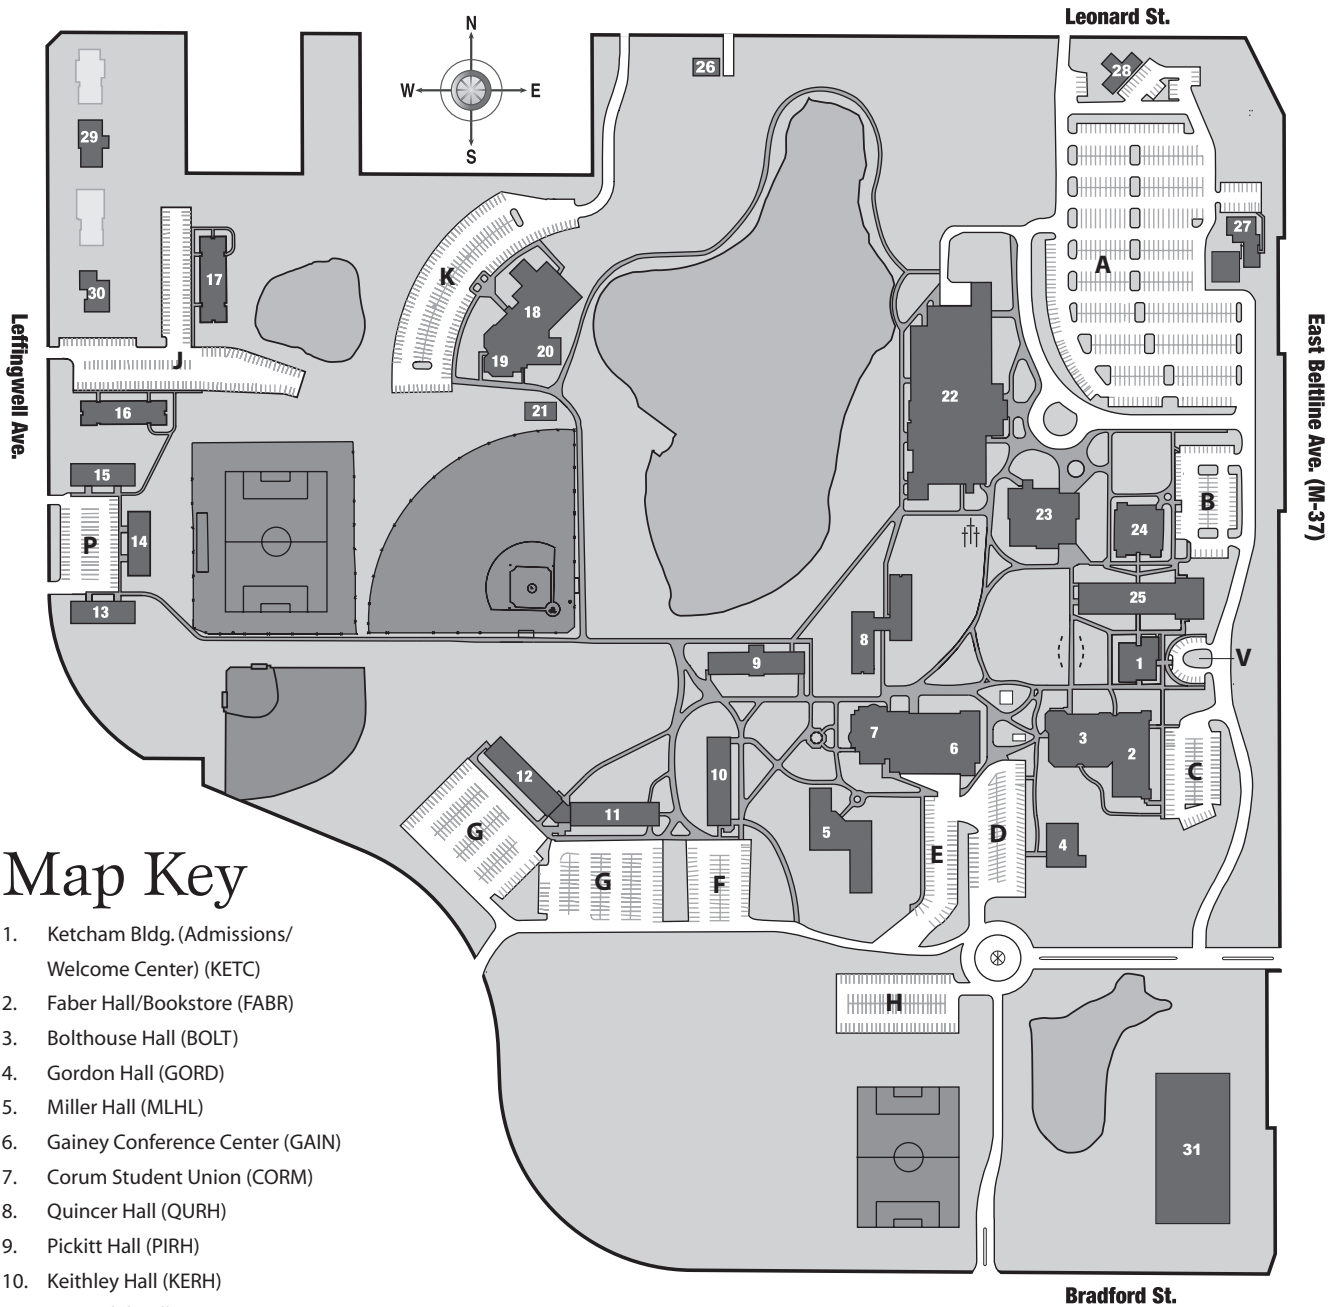 Leonard St.
N
W
E
S
26
28
29
27
17
K
A
30
18
19
20
J
22
21
16
Leffingwell Ave.
East Beltline Ave. (M-37)
15
B
23
24
14
P
25
13
8
9
1
V
7
6
3
2
12
10
C
11
G
5
D
4
E
G
F
Map Key
1. Ketcham Bldg. (Admissions/
Welcome Center) (KETC)
2. Faber Hall/Bookstore (FABR)
3. Bolthouse Hall (BOLT)
4. Gordon Hall (GORD)
5. Miller Hall (MLHL)
6. Gainey Conference Center (GAIN)
7. Corum Student Union (CORM)
8. Quincer Hall (QURH)
9. Pickitt Hall (PIRH)
10. Keithley Hall (KERH)
H
31
Bradford St.